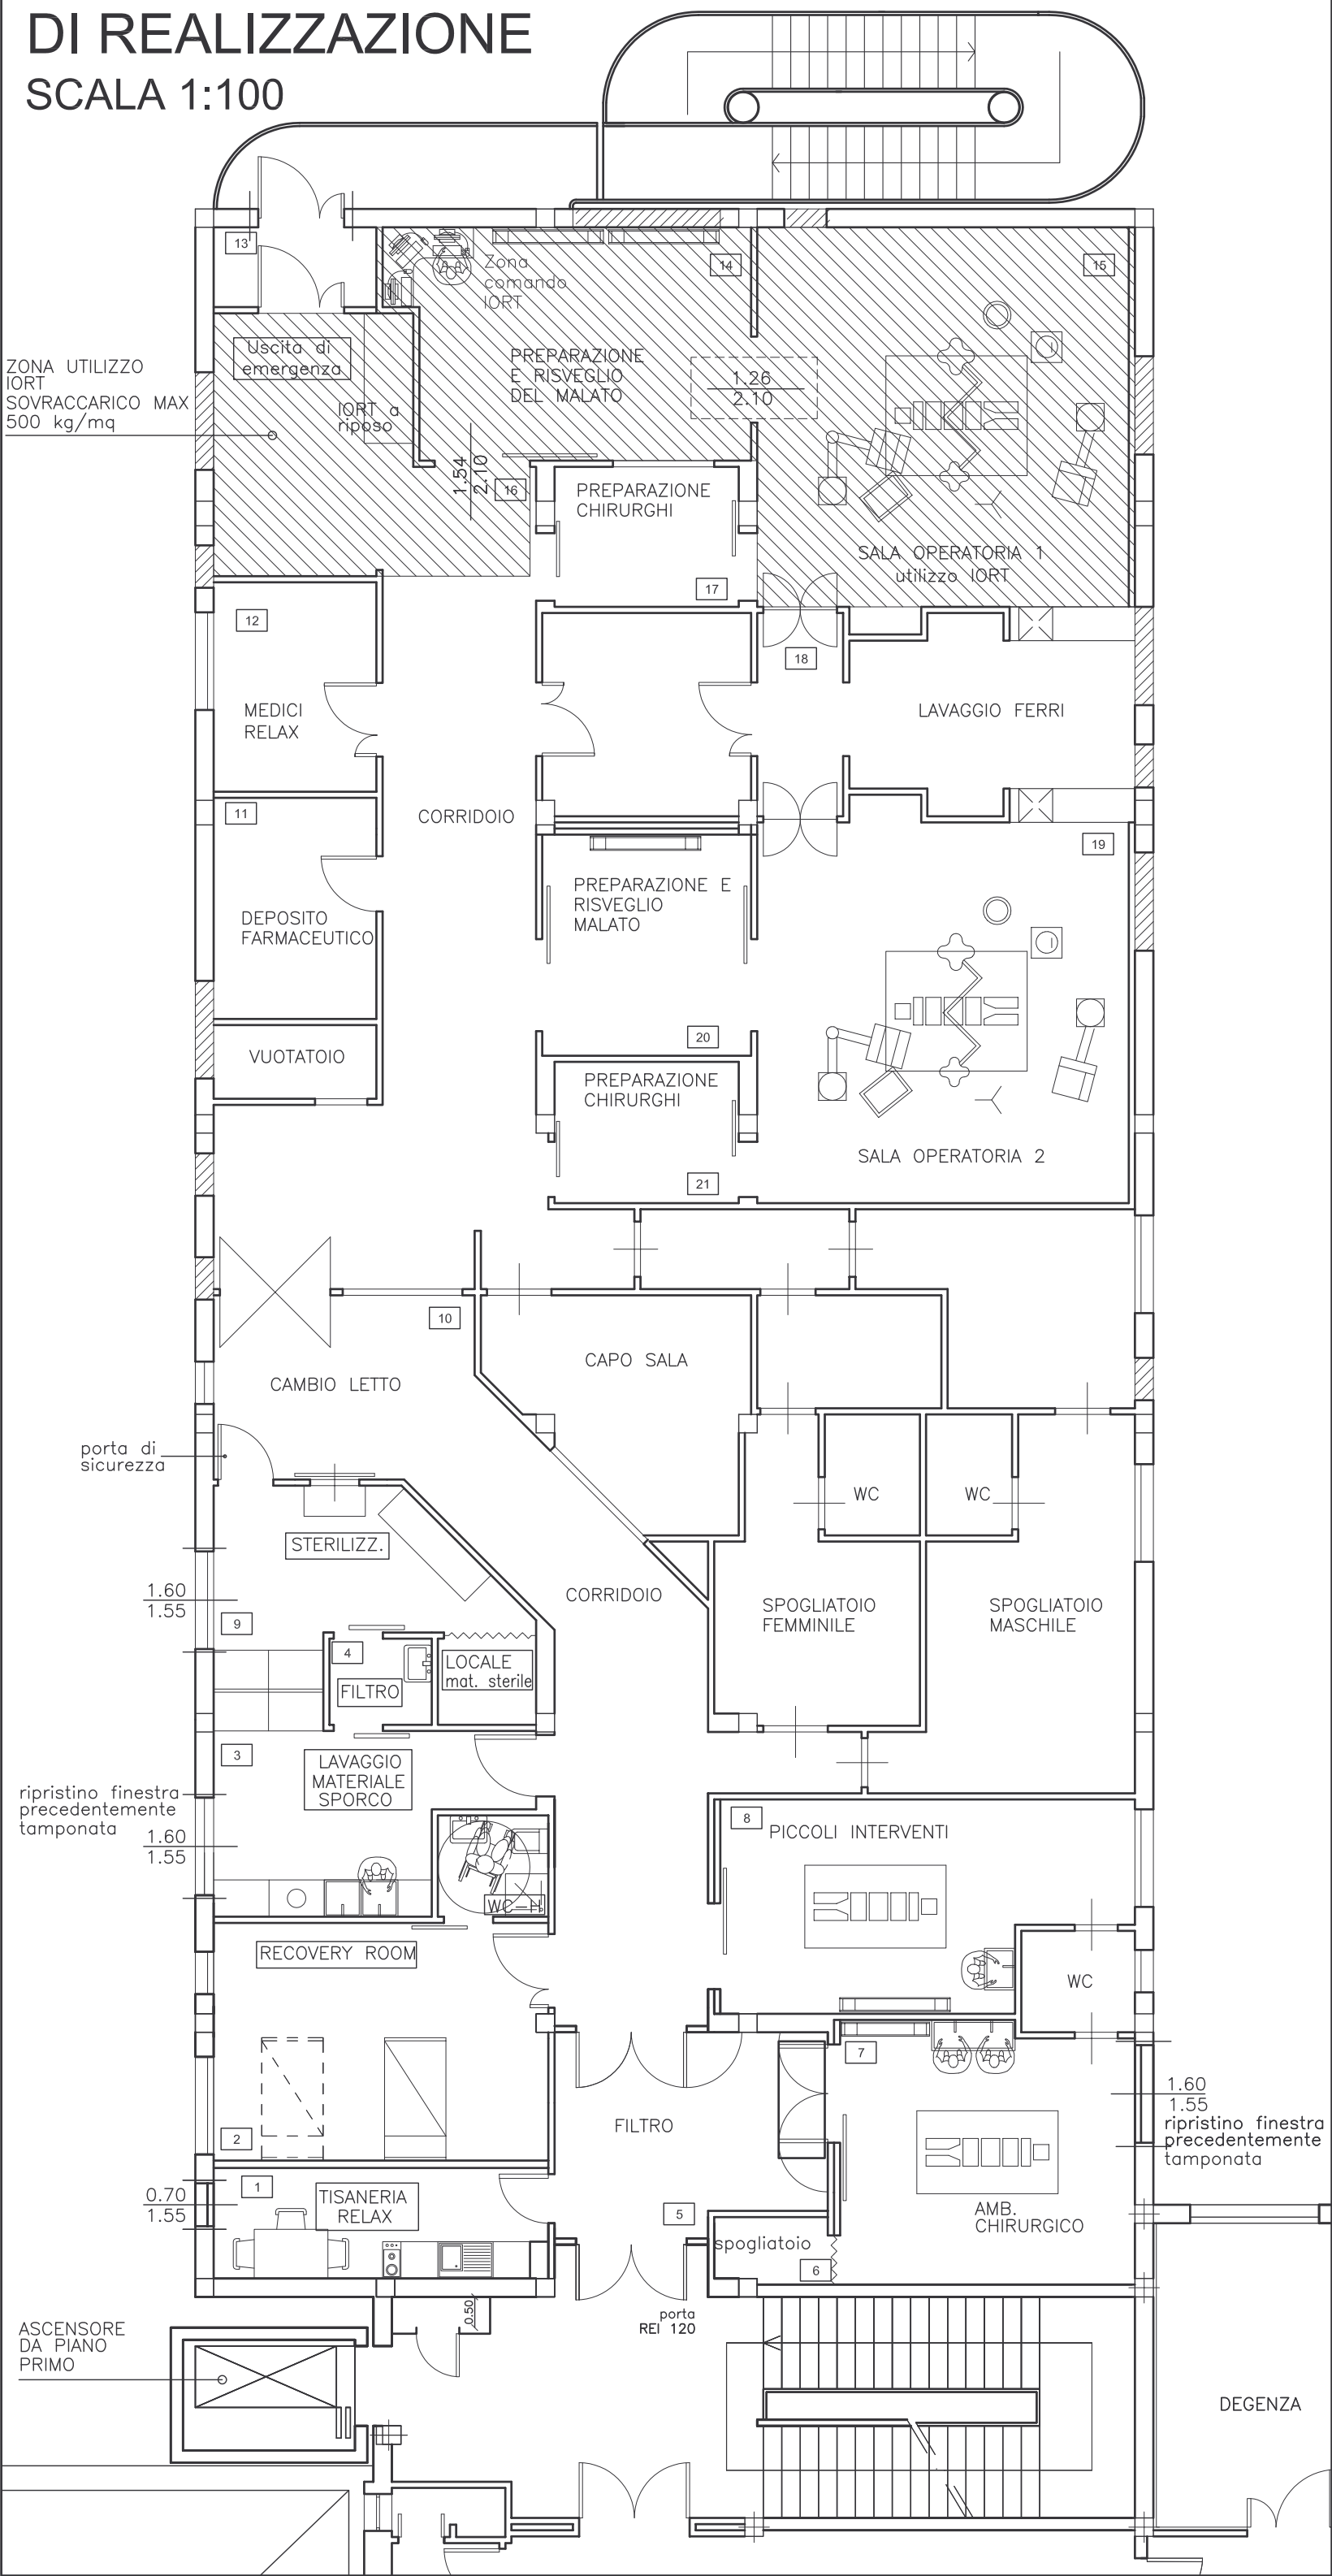 DI REALIZZAZIONE
SCALA 1:100
13
Zona
comando
IORT
14
15
Uscita di
emergenza
ZONA UTILIZZO
IORT
SOVRACCARICO MAX
500 kg/mq
IORT a
riposo
PREPARAZIONE
E RISVEGLIO
DEL MALATO
1.26
2.10
1.54
2.10
16
PREPARAZIONE
CHIRURGHI
17
SALA OPERATORIA 1
utilizzo IORT
12
18
MEDICI
RELAX
LAVAGGIO FERRI
11
CORRIDOIO
19
PREPARAZIONE E
RISVEGLIO
MALATO
DEPOSITO
FARMACEUTICO
20
VUOTATOIO
PREPARAZIONE
CHIRURGHI
SALA OPERATORIA 2
21
10
CAPO SALA
CAMBIO LETTO
porta di
sicurezza
WC
WC
STERILIZZ.
1.60
1.55
CORRIDOIO
SPOGLIATOIO
FEMMINILE
SPOGLIATOIO
MASCHILE
9
4
FILTRO
LOCALE
mat. sterile
3
LAVAGGIO
MATERIALE
SPORCO
ripristino finestra
precedentemente
tamponata
1.60
1.55
8
PICCOLI INTERVENTI
WC-H
RECOVERY ROOM
WC
7
1.60
1.55
ripristino finestra
precedentemente
tamponata
FILTRO
2
1
TISANERIA
RELAX
0.70
1.55
5
AMB.
CHIRURGICO
spogliatoio
6
0.50
porta
REI 120
ASCENSORE
DA PIANO
PRIMO
DEGENZA